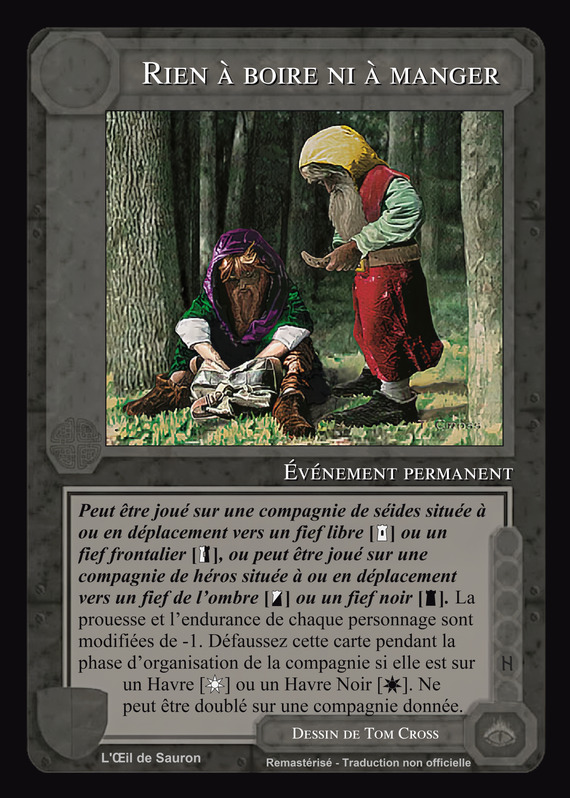 Rien à boire ni à manger
Événement permanent
Peut être joué sur une compagnie de séides située à
ou en déplacement vers un fief libre [ ] ou un
fief frontalier [ ], ou peut être joué sur une
compagnie de héros située à ou en déplacement
vers un fief de l'ombre [ ] ou un fief noir [ ]. La
prouesse et l'endurance de chaque personnage sont
modifiées de -1. Défaussez cette carte pendant la
phase d'organisation de la compagnie si elle est sur
un Havre [ ] ou un Havre Noir [ ]. Ne
peut être doublé sur une compagnie donnée.
Dessin de Tom Cross
L'Œil de Sauron
Remastérisé - Traduction non officielle